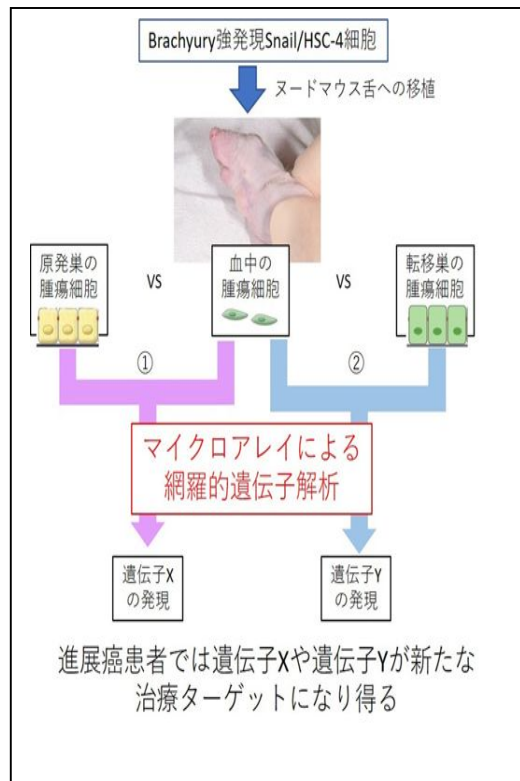 Brachyury強発現Snail/HSC-4細胞
ヌードマウス舌への移植
原発巣の
腫瘍細胞
VS
血中の
腫瘍細胞
VS
転移巣の
腫瘍細胞
①
②
マイクロアレイによる
網羅的遺伝子解析
遺伝子X
の発現
遺伝子Y
の発現
進展癌患者では遺伝子Xや遺伝子Yが新たな
治療ターゲットになり得る